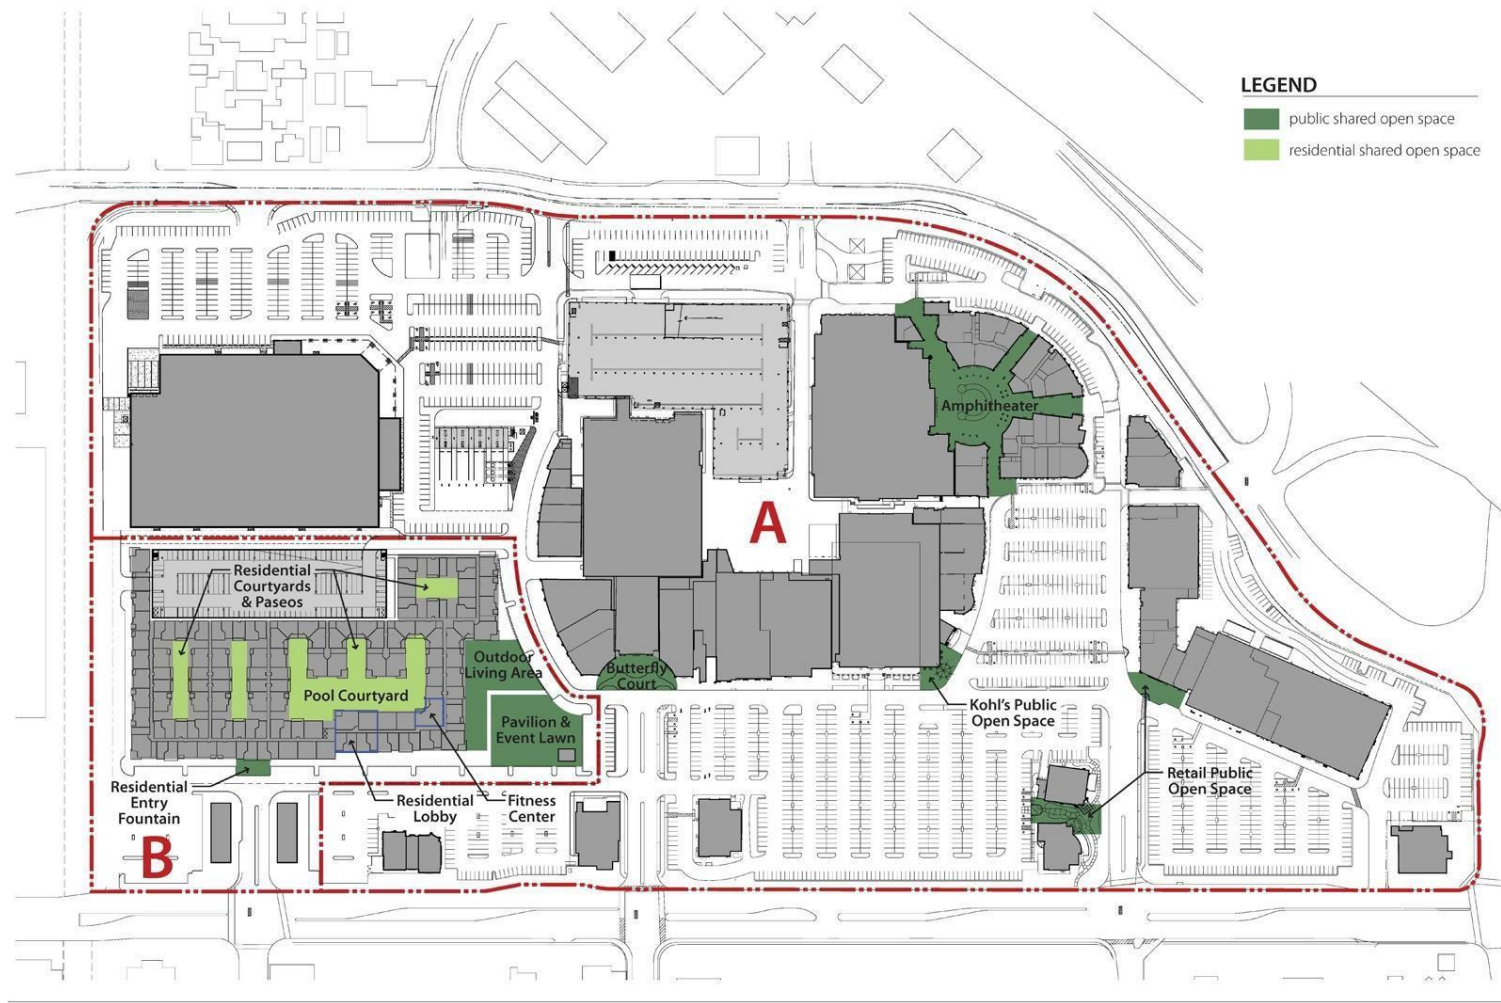 LEGEND
public shared open space
residential shared open space
Amphitheater
A
Residential
Courtyards
& Paseos
Outdoor
Living Area
Butterfly
Court
Pool Courtyard
Pavilion &
Event Lawn
Kohl's Public
Open Space
Retail Public
Open Space
Residential
Entry
Fountain
Residential
Lobby
Fitness
Center
B